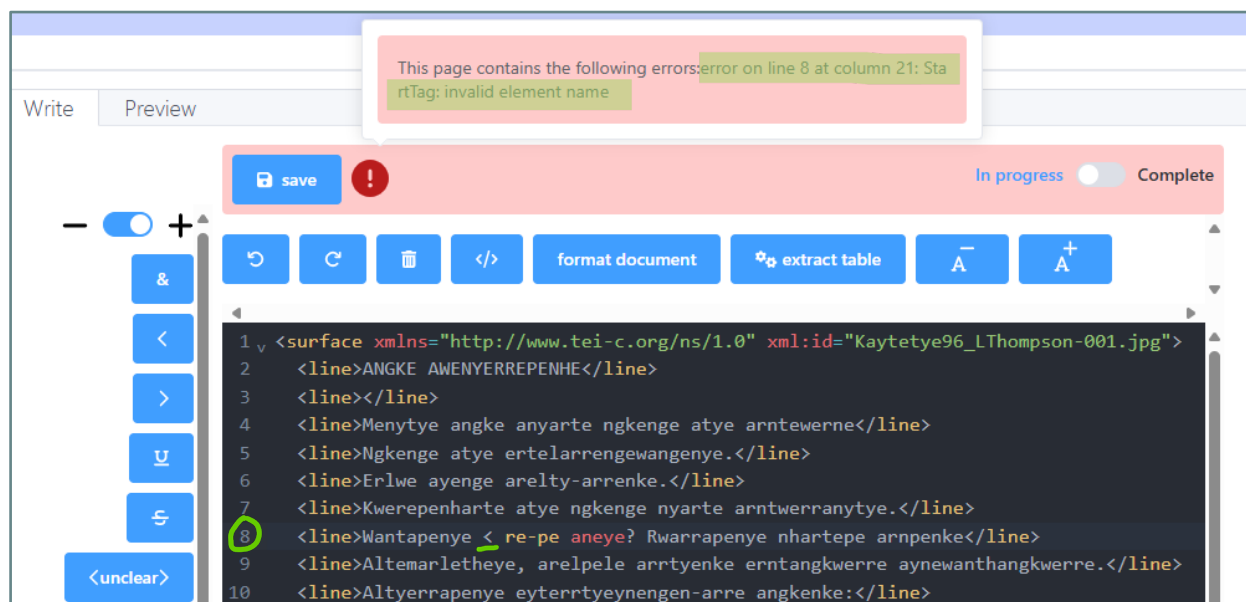 This page contains the following errors:error on line 8 at column 21: Sta
rtTag: invalid element name
Write Preview
save ! In progress Complete
&
</> format document extract table A A
<
>
U
S
<unclear>
1 <surface xmlns="http://www.tei-c.org/ns/1.0" xml:id="Kaytetye96_LThompson-001.jpg">
2 <line>ANGKE AWENYERREPENHE</line>
3 <line></line>
4 <line>Menytye angke anyarte ngkenge atye arntewerne</line>
5 <line>Ngkenge atye ertelarrengewangenye.</line>
6 <line>Erlwe ayenge arelty-arrenke.</line>
7 <line>Kwerepenharte atye ngkenge nyarte arntwerranytye.</line>
8 <line>Wantapenye < re-pe aneye? Rwarrapenye nhartepe arnpenke</line>
9 <line>Altemarletheye, arelpele arrtyenke erntangkwerre aynewanthangkwerre.</line>
10 <line>Altyerrapenye eyterrtyeynengen-arre angkenke:</line>